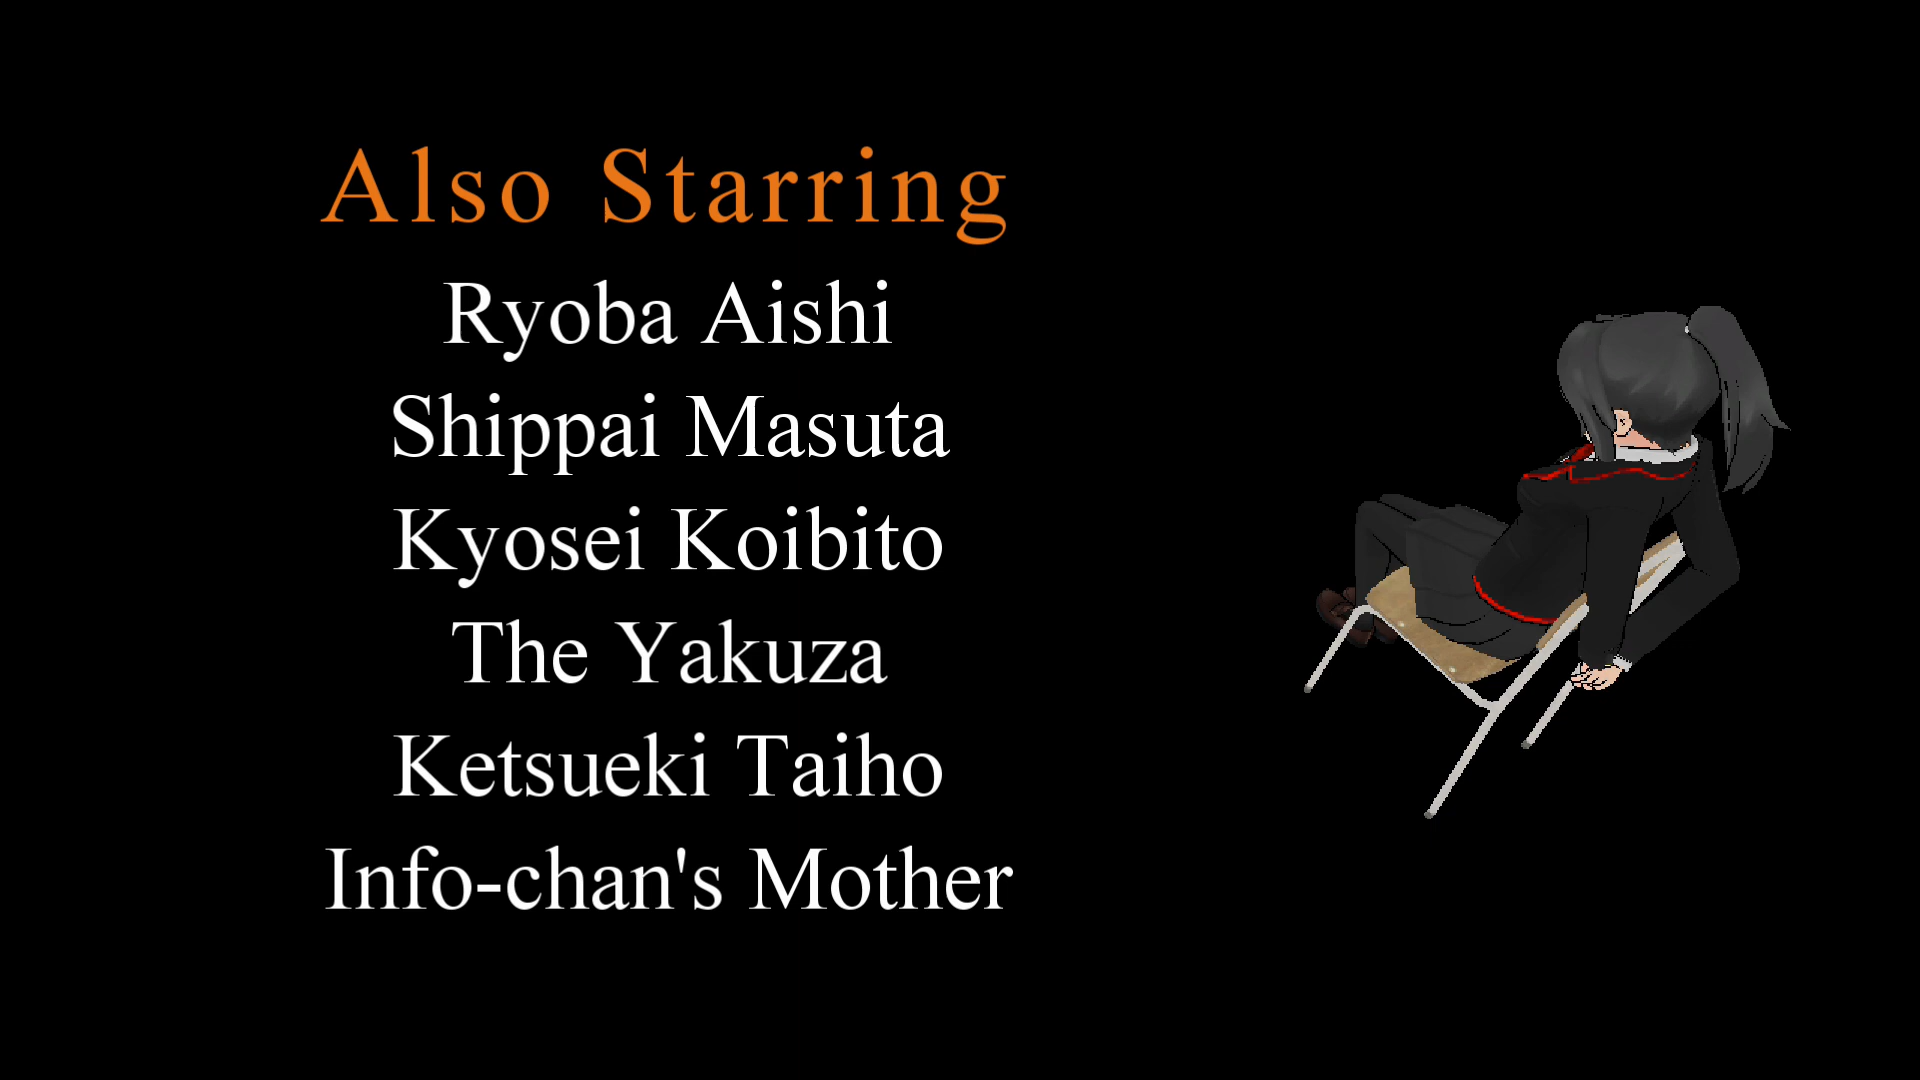 Also Starring
Ryoba Aishi
Shippai Masuta
Kyosei Koibito
The Yakuza
Ketsueki Taiho
Info-chan's Mother